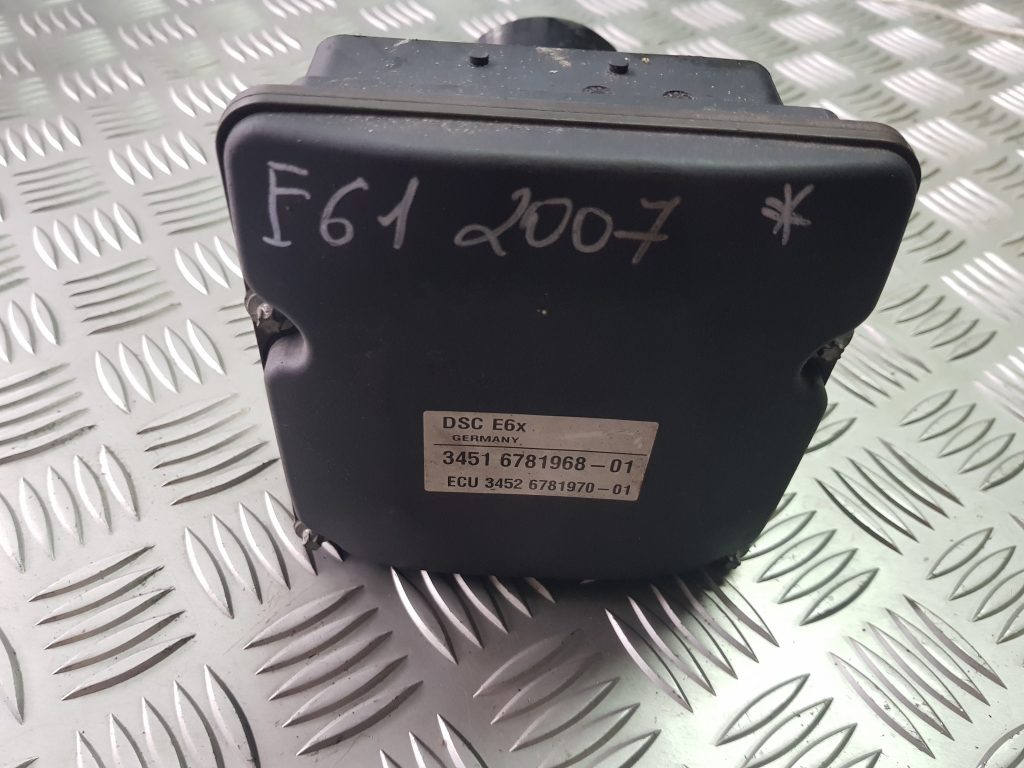 E61 2007 *
DSC E6x
GERMANY
3451 6781968-01
ECU 3452 6781970-01